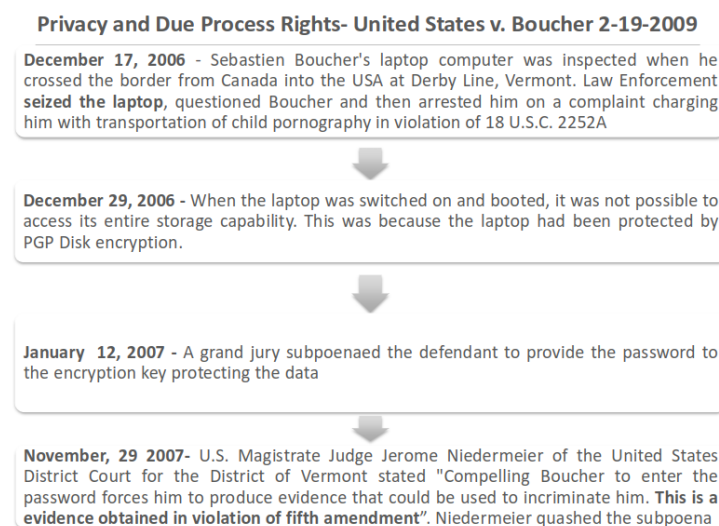 Privacy and Due Process Rights- United States v. Boucher 2-19-2009
December 17, 2006 - Sebastien Boucher's laptop computer was inspected when he
crossed the border from Canada into the USA at Derby Line, Vermont. Law Enforcement
seized the laptop, questioned Boucher and then arrested him on a complaint charging
him with transportation of child pornography in violation of 18 U.S.C. 2252A
December 29, 2006 - When the laptop was switched on and booted, it was not possible to
access its entire storage capability. This was because the laptop had been protected by
PGP Disk encryption.
January 12, 2007 - A grand jury subpoenaed the defendant to provide the password to
the encryption key protecting the data
November, 29 2007- U.S. Magistrate Judge Jerome Niedermeier of the United States
District Court for the District of Vermont stated "Compelling Boucher to enter the
password forces him to produce evidence that could be used to incriminate him. This is a
evidence obtained in violation of fifth amendment”. Niedermeier quashed the subpoena